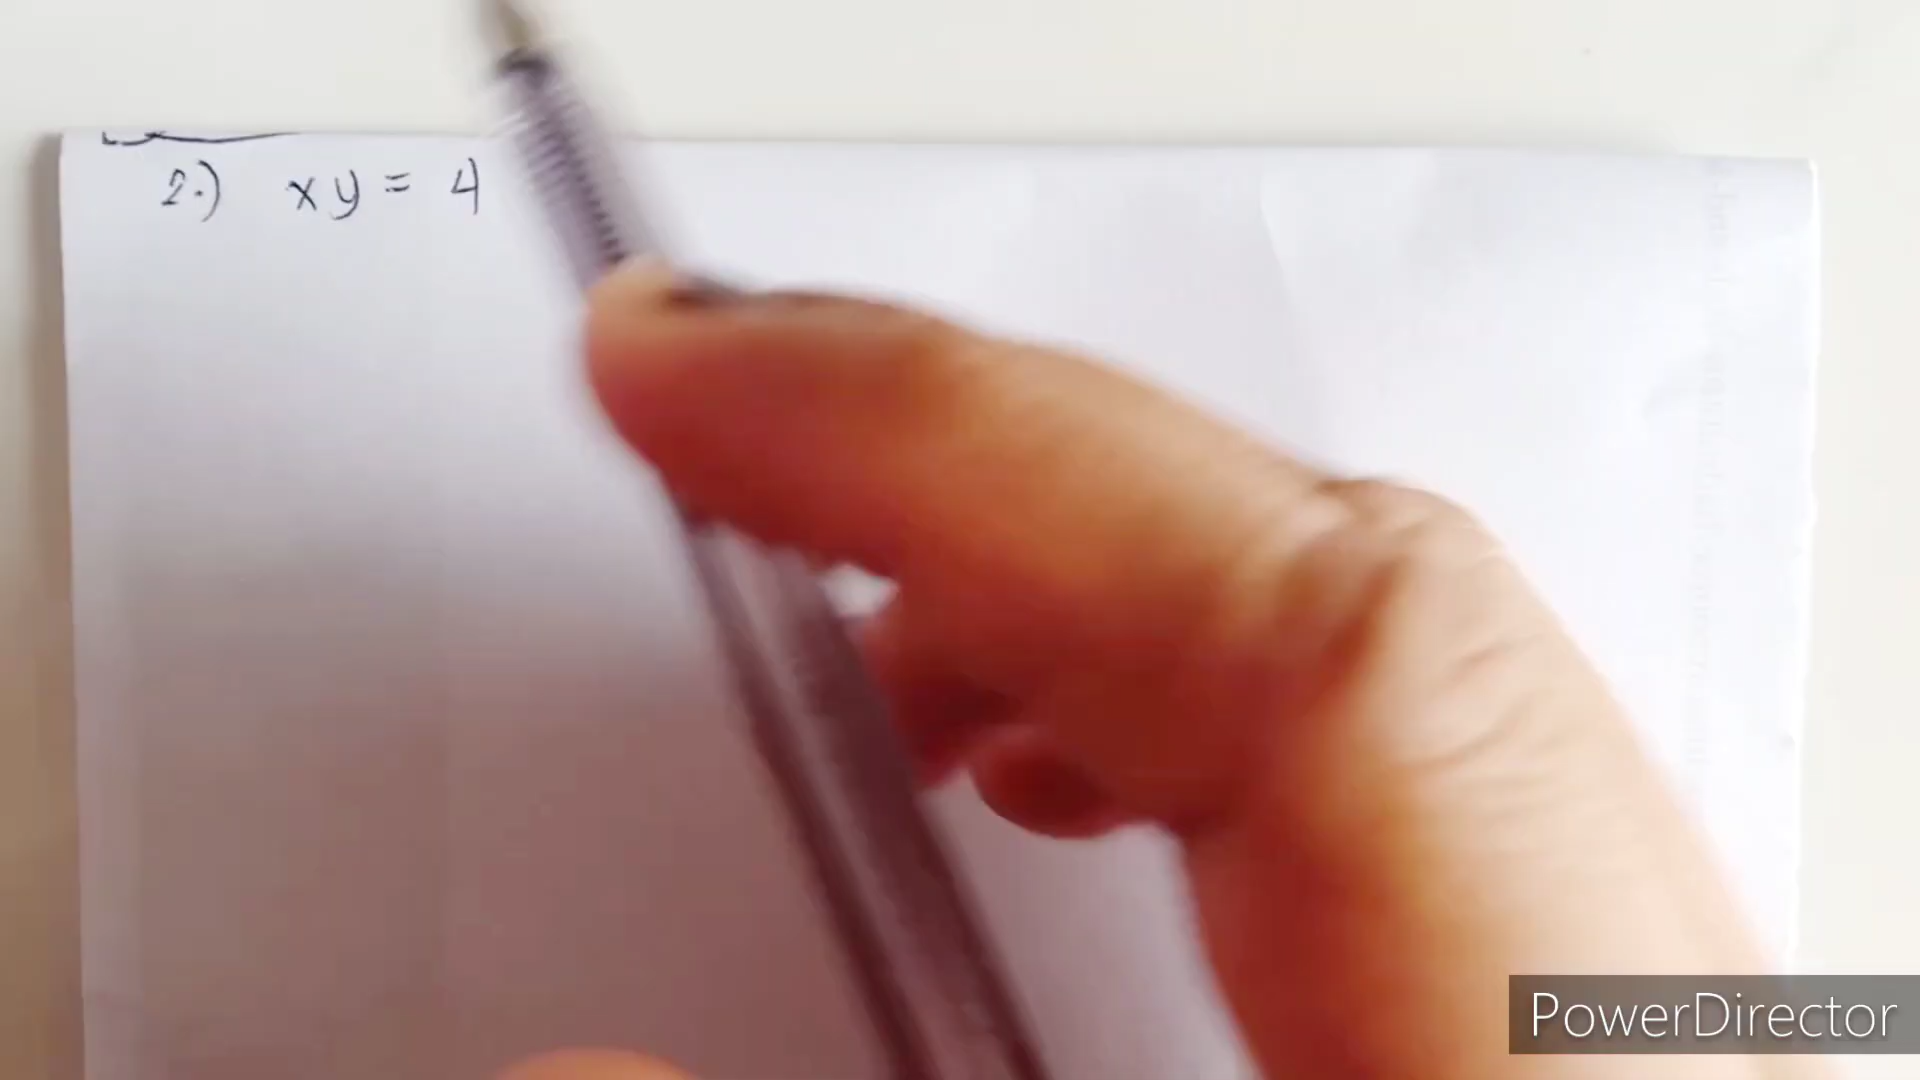 2.) xy = 4
PowerDirector